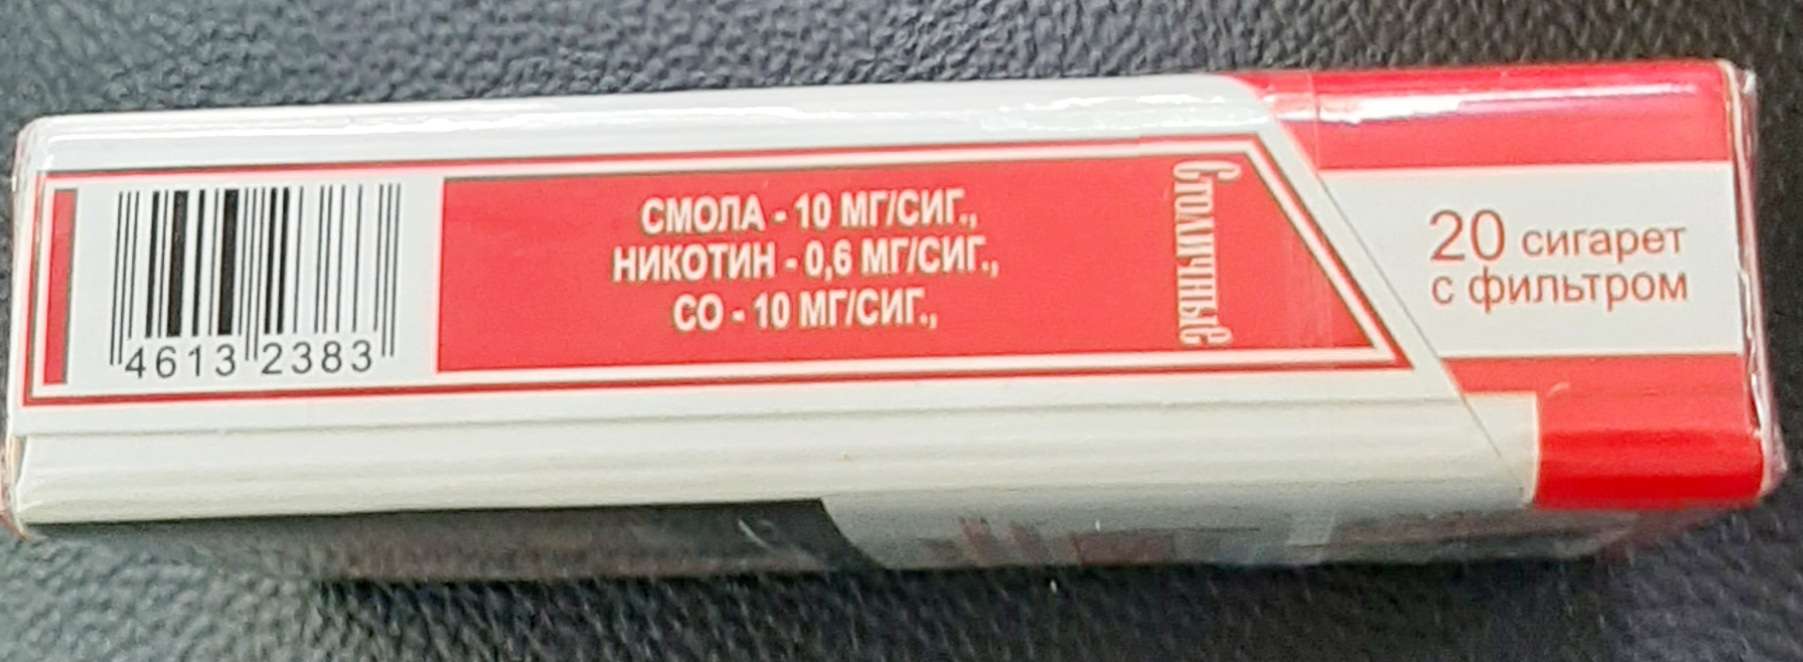 4613 2383
СМОЛА - 10 МГ/СИГ.,
НИКОТИН - 0,6 МГ/СИГ.,
СО - 10 МГ/СИГ.,
Столичные
20 сигарет
с фильтром